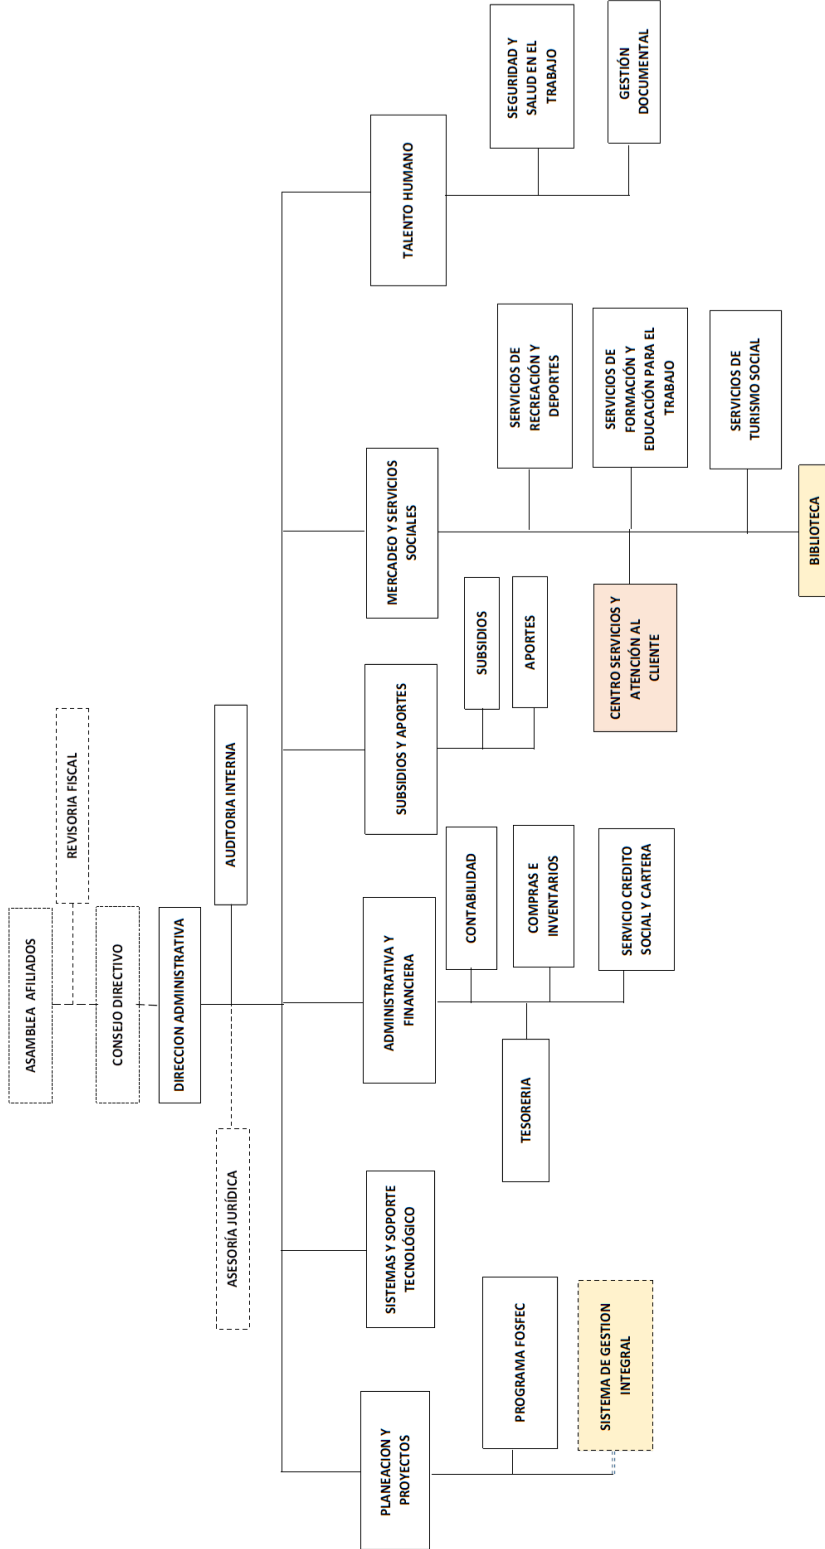 ASAMBLEA AFILIADOS
REVISORIA FISCAL
CONSEJO DIRECTIVO
DIRECCION ADMINISTRATIVA
ASESORÍA JURÍDICA
AUDITORIA INTERNA
PLANEACION Y
PROYECTOS
SISTEMAS Y SOPORTE
TECNOLÓGICO
ADMINISTRATIVA Y
FINANCIERA
SUBSIDIOS Y APORTES
MERCADEO Y SERVICIOS
SOCIALES
TALENTO HUMANO
PROGRAMA FOSFEC
SISTEMA DE GESTION
INTEGRAL
CONTABILIDAD
TESORERIA
COMPRAS E
INVENTARIOS
SERVICIO CREDITO
SOCIAL Y CARTERA
SUBSIDIOS
APORTES
SERVICIOS DE
RECREACIÓN Y
DEPORTES
CENTRO SERVICIOS Y
ATENCIÓN AL
CLIENTE
SERVICIOS DE
FORMACIÓN Y
EDUCACIÓN PARA EL
TRABAJO
SERVICIOS DE
TURISMO SOCIAL
BIBLIOTECA
SEGURIDAD Y
SALUD EN EL
TRABAJO
GESTIÓN
DOCUMENTAL